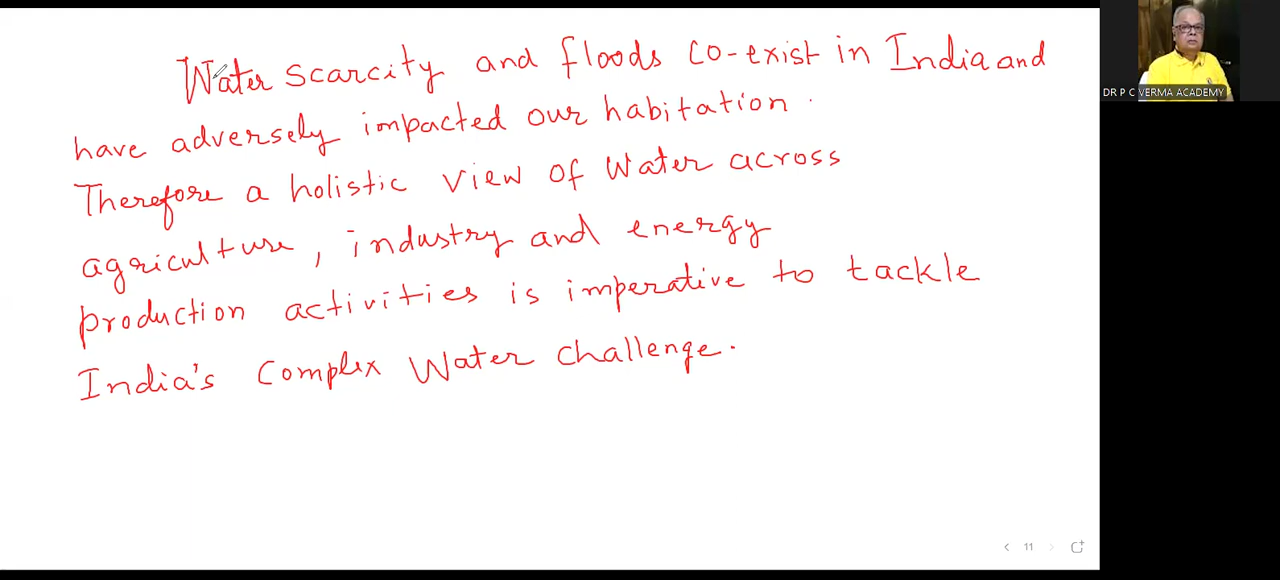 Water scarcity and floods co-exist in India and
have adversely impacted our habitation.
Therefore a holistic view of Water across
agriculture, industry and energy
production activities is imperative to tackle
India's complex Water challenge.
DR P C VERMA ACADEMY
11